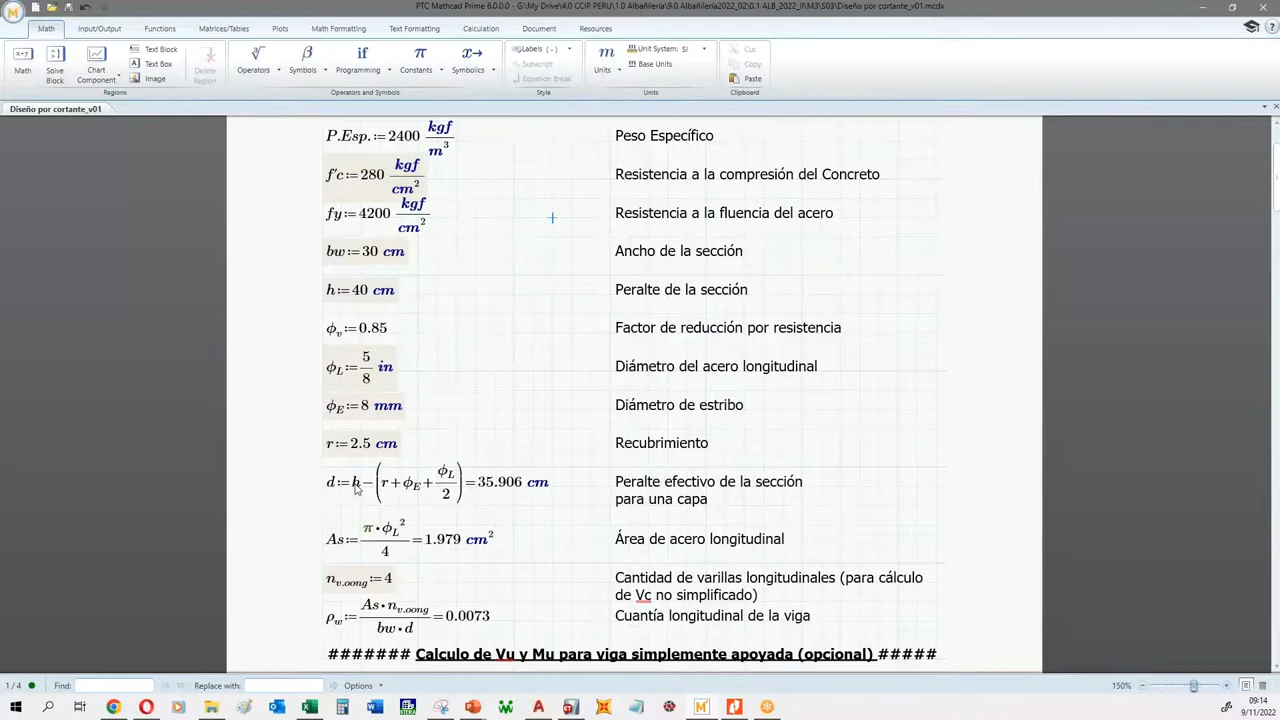 PTC Mathcad Prime 6.0.0.0 - G:\My Drive\4.0 CCIP PERU\1.0 Albañilería\9.0 Albañilería2022_02\0.1 ALB_2022_II\M3\S03\Diseño por cortante_v01.mcdx
Math Input/Output Functions Matrices/Tables Plots Math Formatting Text Formatting Calculation Document Resources
Math
Solve Block
Chart Component
Text Block
Text Box
Image
Delete Region
Operators
Symbols
Programming
Constants
Symbolics
Labels ( - )
Subscript
Equation Break
Units
Unit System: SI
Base Units
Cut
Copy
Paste
Regions Operators and Symbols Style Units Clipboard
Diseño por cortante_v01
P.Esp.:=2400 kgf/m³ Peso Específico
f'c:=280 kgf/cm² Resistencia a la compresión del Concreto
fy:=4200 kgf/cm² Resistencia a la fluencia del acero
bw:=30 cm Ancho de la sección
h:=40 cm Peralte de la sección
ϕv:=0.85 Factor de reducción por resistencia
ϕL:=5/8 in Diámetro del acero longitudinal
ϕE:=8 mm Diámetro de estribo
r:=2.5 cm Recubrimiento
d:=h-(r+ϕE+ϕL/2)=35.906 cm Peralte efectivo de la sección
para una capa
As:=π·ϕL²/4=1.979 cm² Área de acero longitudinal
nv.oong:=4 Cantidad de varillas longitudinales (para cálculo
de Vc no simplificado)
ρw:=As·nv.oong/bw·d=0.0073 Cuantía longitudinal de la viga
####### Calculo de Vu y Mu para viga simplemente apoyada (opcional) #####
1/4 Find: Replace with: Options 150%
09:14
9/11/2022